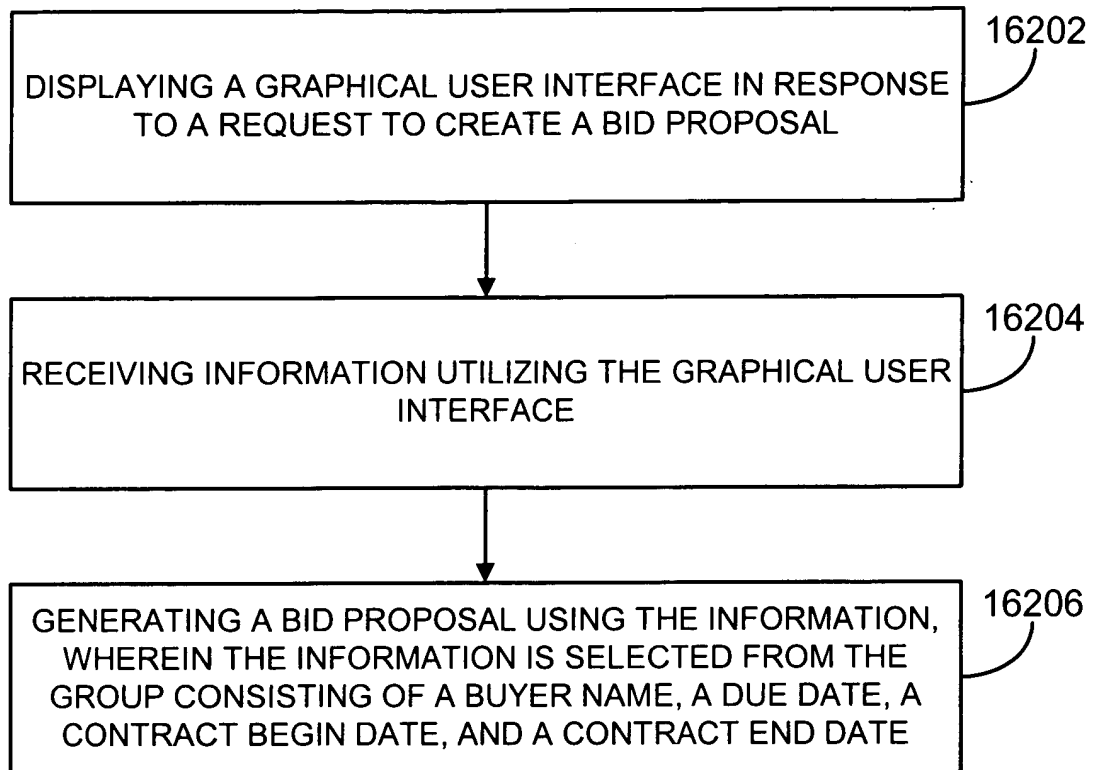 16202
DISPLAYING A GRAPHICAL USER INTERFACE IN RESPONSE
TO A REQUEST TO CREATE A BID PROPOSAL
16204
RECEIVING INFORMATION UTILIZING THE GRAPHICAL USER
INTERFACE
16206
GENERATING A BID PROPOSAL USING THE INFORMATION,
WHEREIN THE INFORMATION IS SELECTED FROM THE
GROUP CONSISTING OF A BUYER NAME, A DUE DATE, A
CONTRACT BEGIN DATE, AND A CONTRACT END DATE